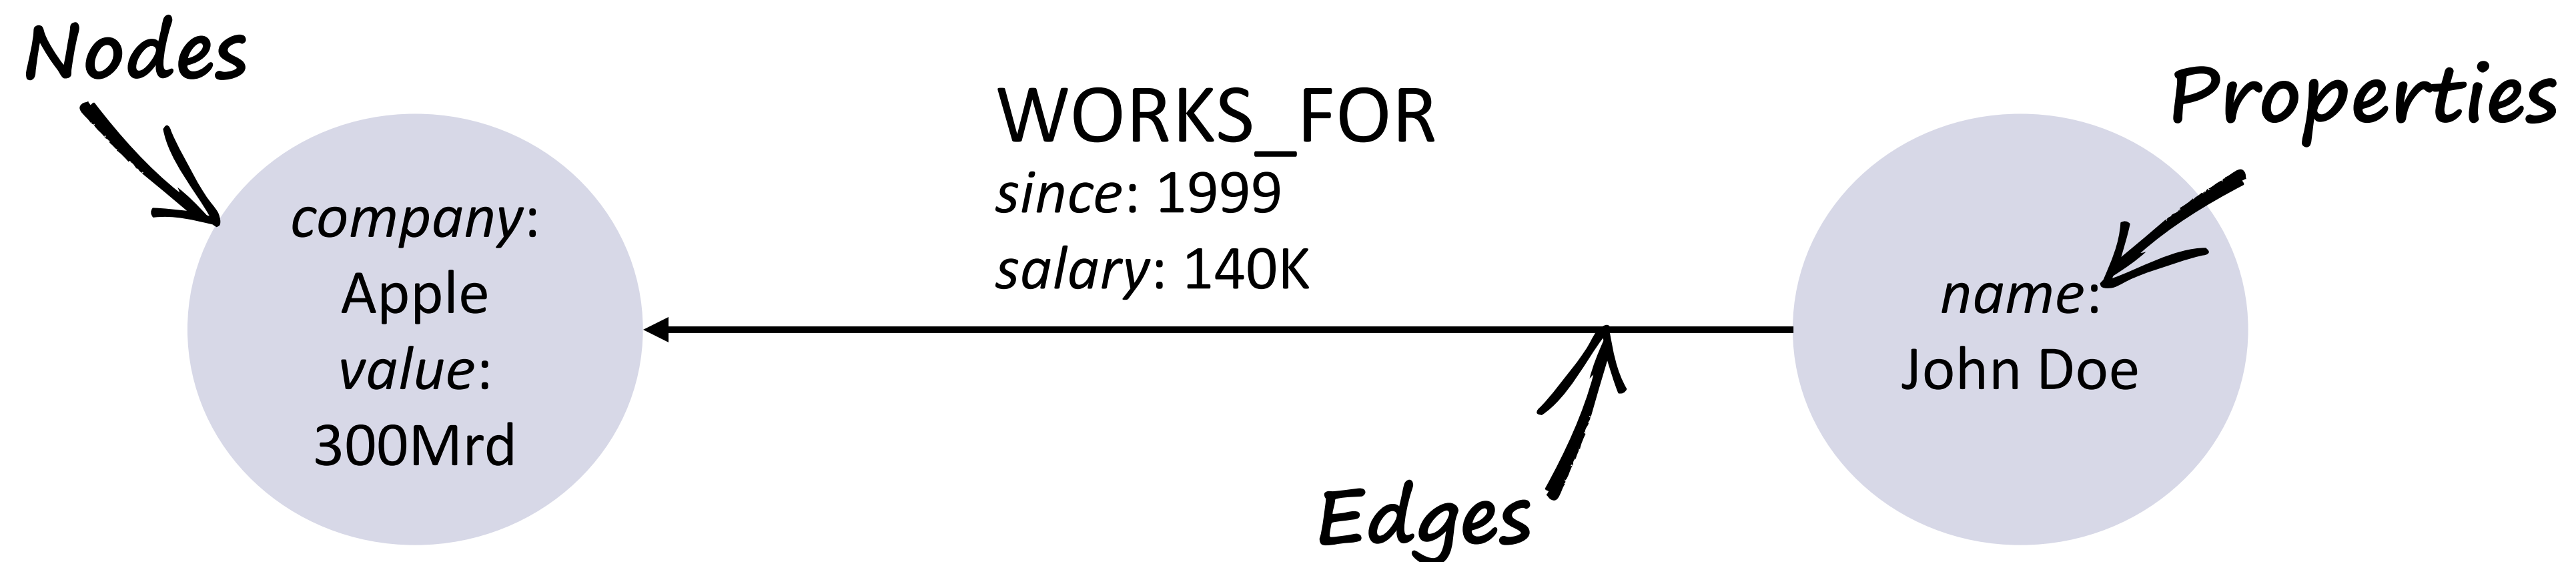 Nodes
company:
Apple
value:
300Mrd
WORKS_FOR
since: 1999
salary: 140K
Edges
Properties
name:
John Doe